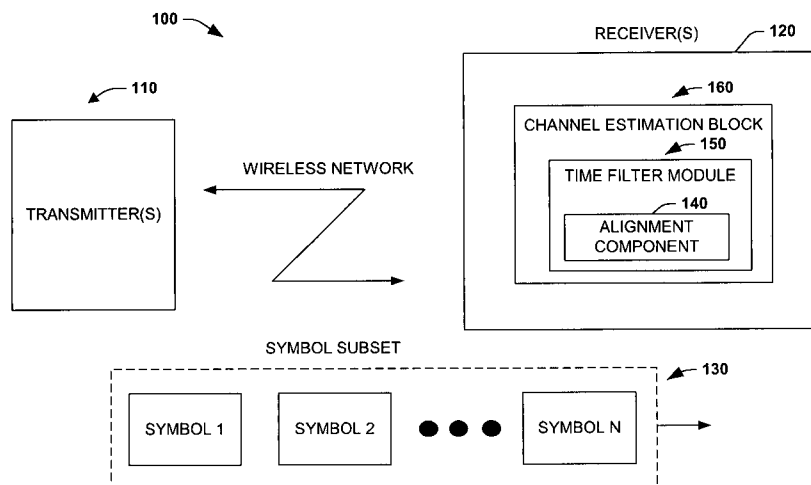 100
RECEIVER(S)
120
110
160
CHANNEL ESTIMATION BLOCK
150
WIRELESS NETWORK
TIME FILTER MODULE
140
TRANSMITTER(S)
ALIGNMENT
COMPONENT
SYMBOL SUBSET
130
SYMBOL 1
SYMBOL 2
SYMBOL N